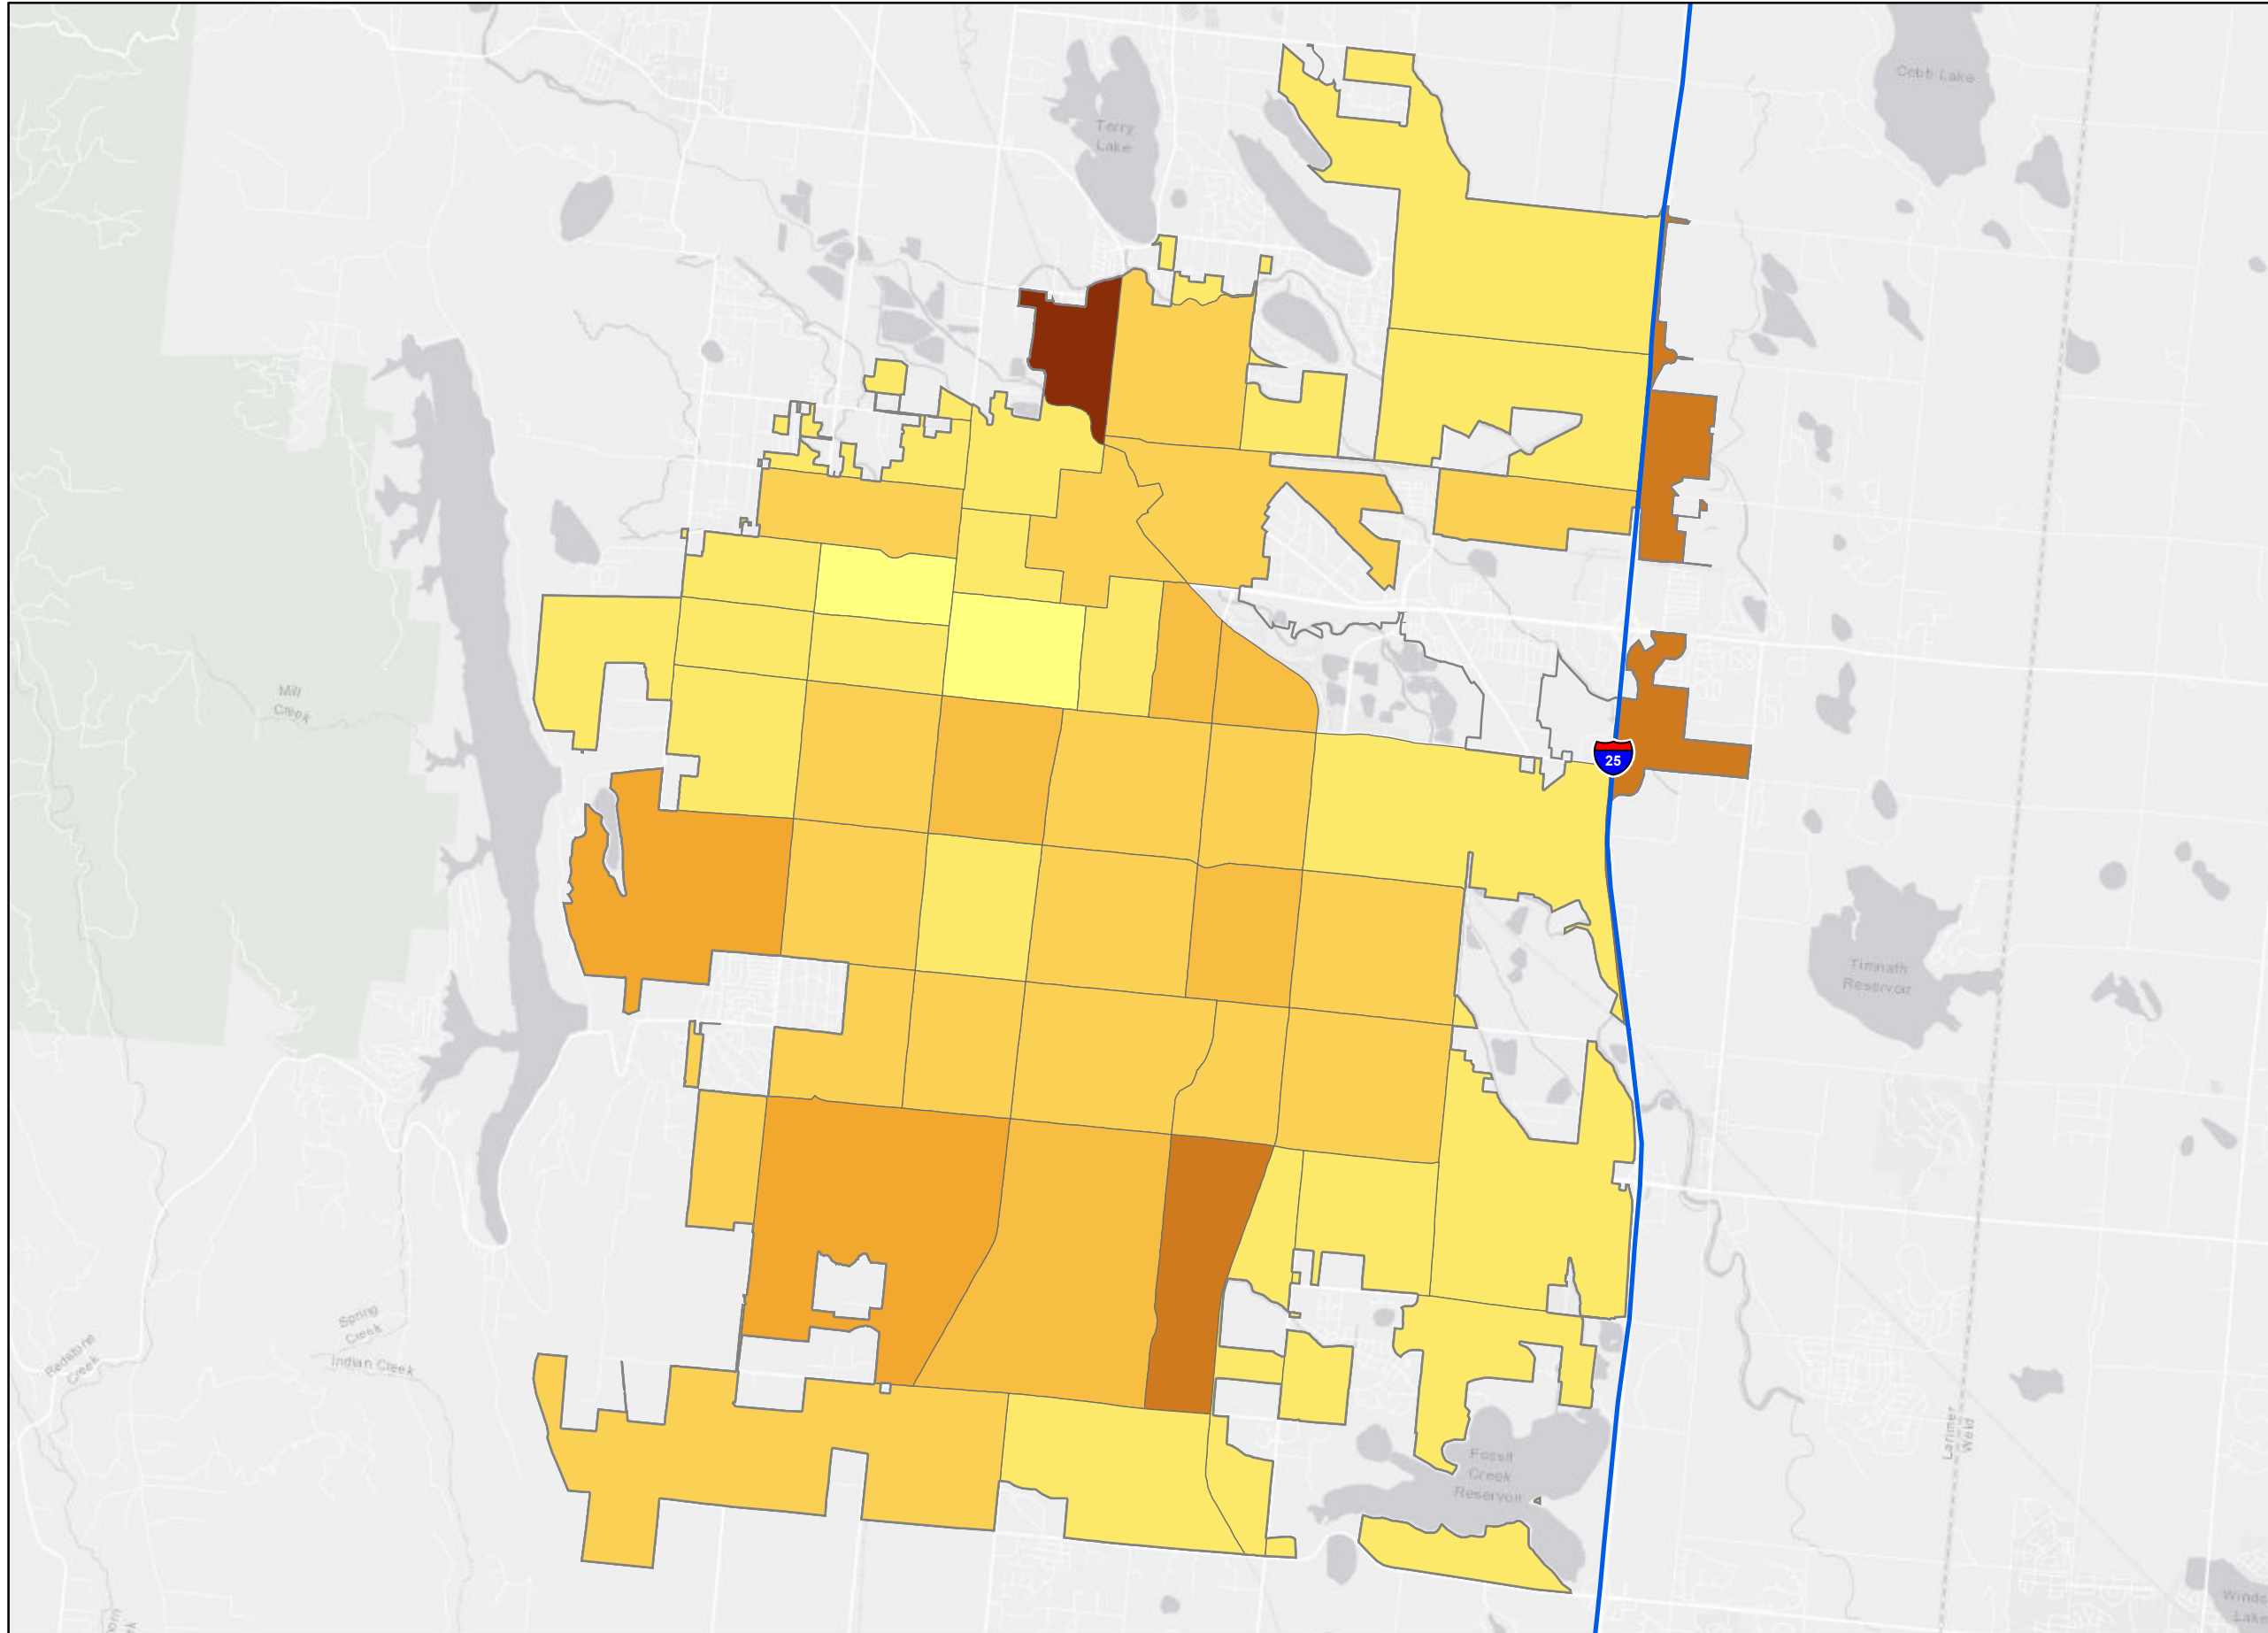 Cobb Lake
Terry
Lake
Mill
Creek
25
Timnath
Reservoir
Spring
Creek
Redstone
Creek
Indian Creek
Larimer
Weld
Fossil
Creek
Reservoir
Lake